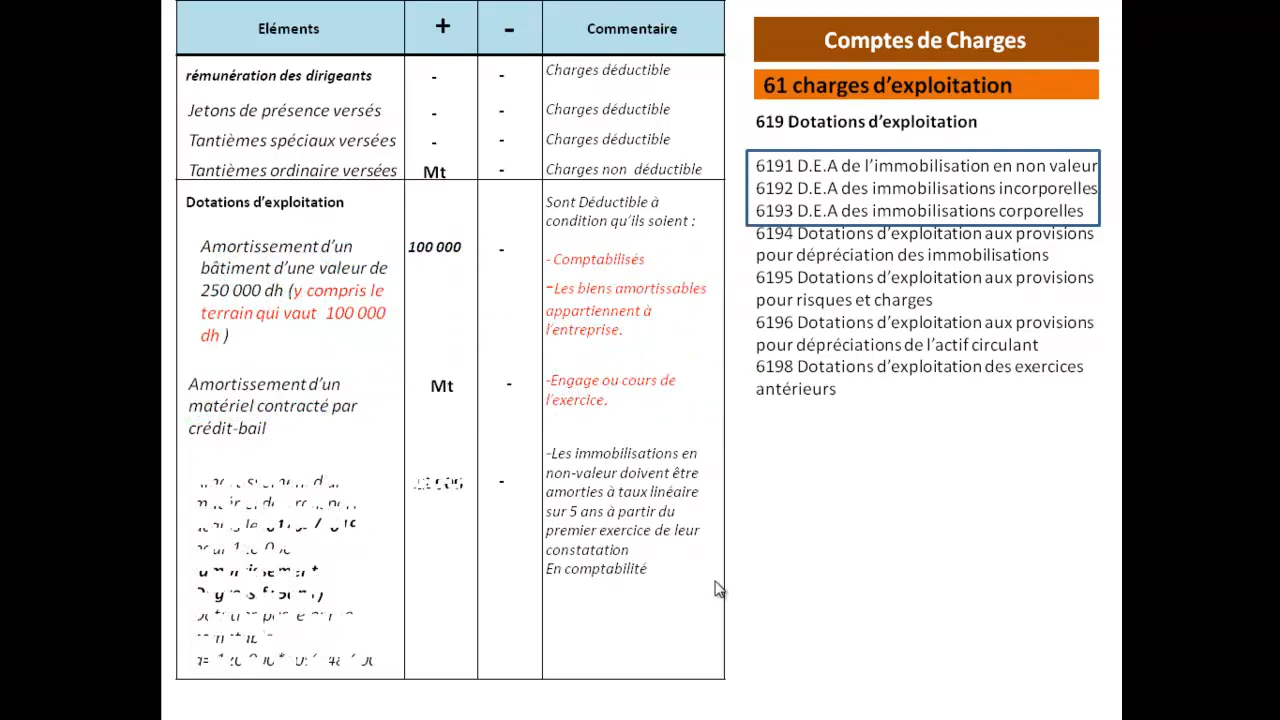 Eléments + - Commentaire
rémunération des dirigeants - - Charges déductible
Jetons de présence versés - - Charges déductible
Tantièmes spéciaux versées - - Charges déductible
Tantièmes ordinaire versées Mt - Charges non déductible
Dotations d'exploitation
Sont Déductible à
condition qu'ils soient :
Amortissement d'un
bâtiment d'une valeur de
250 000 dh (y compris le
terrain qui vaut 100 000
dh )
100 000 -
- Comptabilisés
-Les biens amortissables
appartiennent à
l'entreprise.
Amortissement d'un
matériel contracté par
crédit-bail
Mt -
-Engage ou cours de
l'exercice.
-
-Les immobilisations en
non-valeur doivent être
amorties à taux linéaire
sur 5 ans à partir du
premier exercice de leur
constatation
En comptabilité
Comptes de Charges
61 charges d'exploitation
619 Dotations d'exploitation
6191 D.E.A de l'immobilisation en non valeur
6192 D.E.A des immobilisations incorporelles
6193 D.E.A des immobilisations corporelles
6194 Dotations d'exploitation aux provisions
pour dépréciation des immobilisations
6195 Dotations d'exploitation aux provisions
pour risques et charges
6196 Dotations d'exploitation aux provisions
pour dépréciations de l'actif circulant
6198 Dotations d'exploitation des exercices
antérieurs